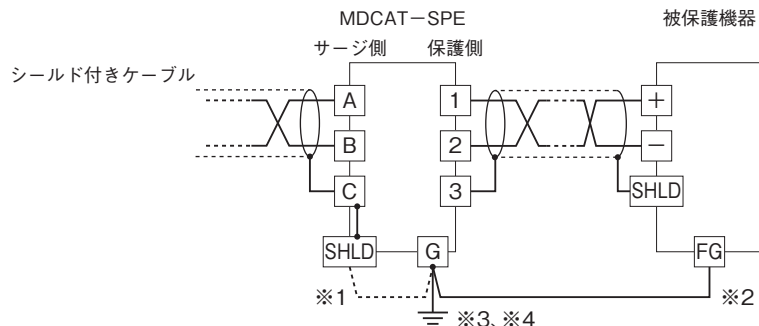 MDCAT−SPE
被保護機器
サージ側 保護側
シールド付きケーブル
A
1
+
B
2
−
C
3
SHLD
SHLD
G
FG
※1
※2
※3、※4